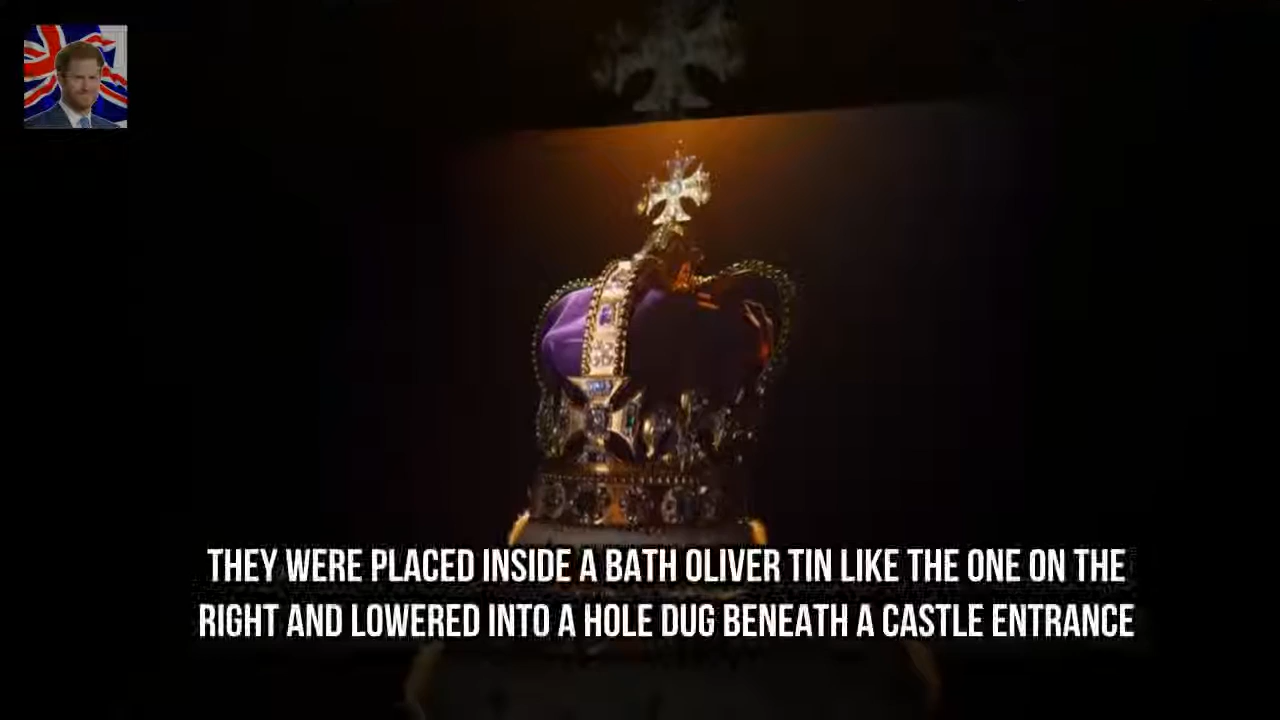 THEY WERE PLACED INSIDE A BATH OLIVER TIN LIKE THE ONE ON THE
RIGHT AND LOWERED INTO A HOLE DUG BENEATH A CASTLE ENTRANCE